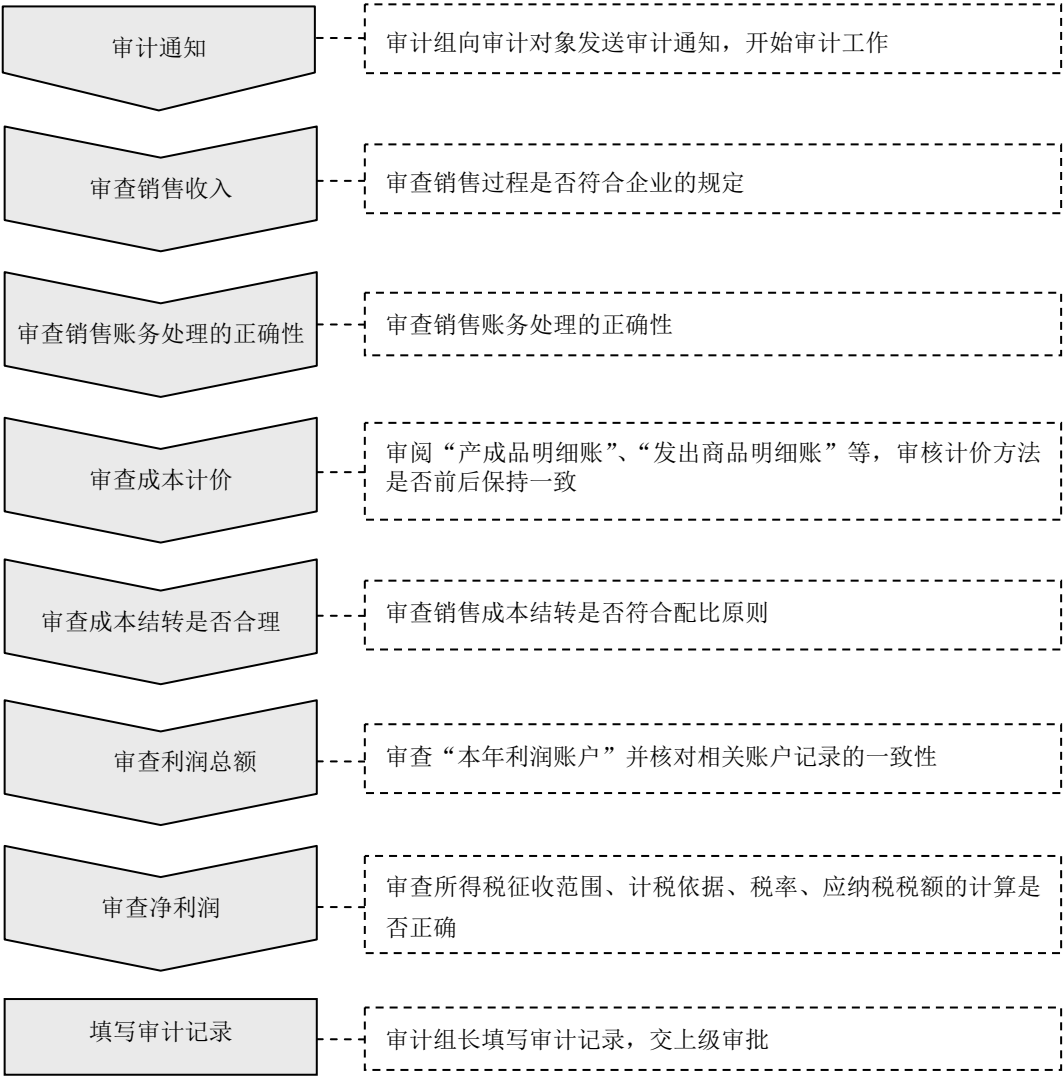 审计通知
审计组向审计对象发送审计通知，开始审计工作
审查销售收入
审查销售过程是否符合企业的规定
审查销售账务处理的正确性
审查销售账务处理的正确性
审查成本计价
审阅“产成品明细账”、“发出商品明细账”等，审核计价方法
是否前后保持一致
审查成本结转是否合理
审查销售成本结转是否符合配比原则
审查利润总额
审查“本年利润账户”并核对相关账户记录的一致性
审查净利润
审查所得税征收范围、计税依据、税率、应纳税税额的计算是
否正确
填写审计记录
审计组长填写审计记录，交上级审批